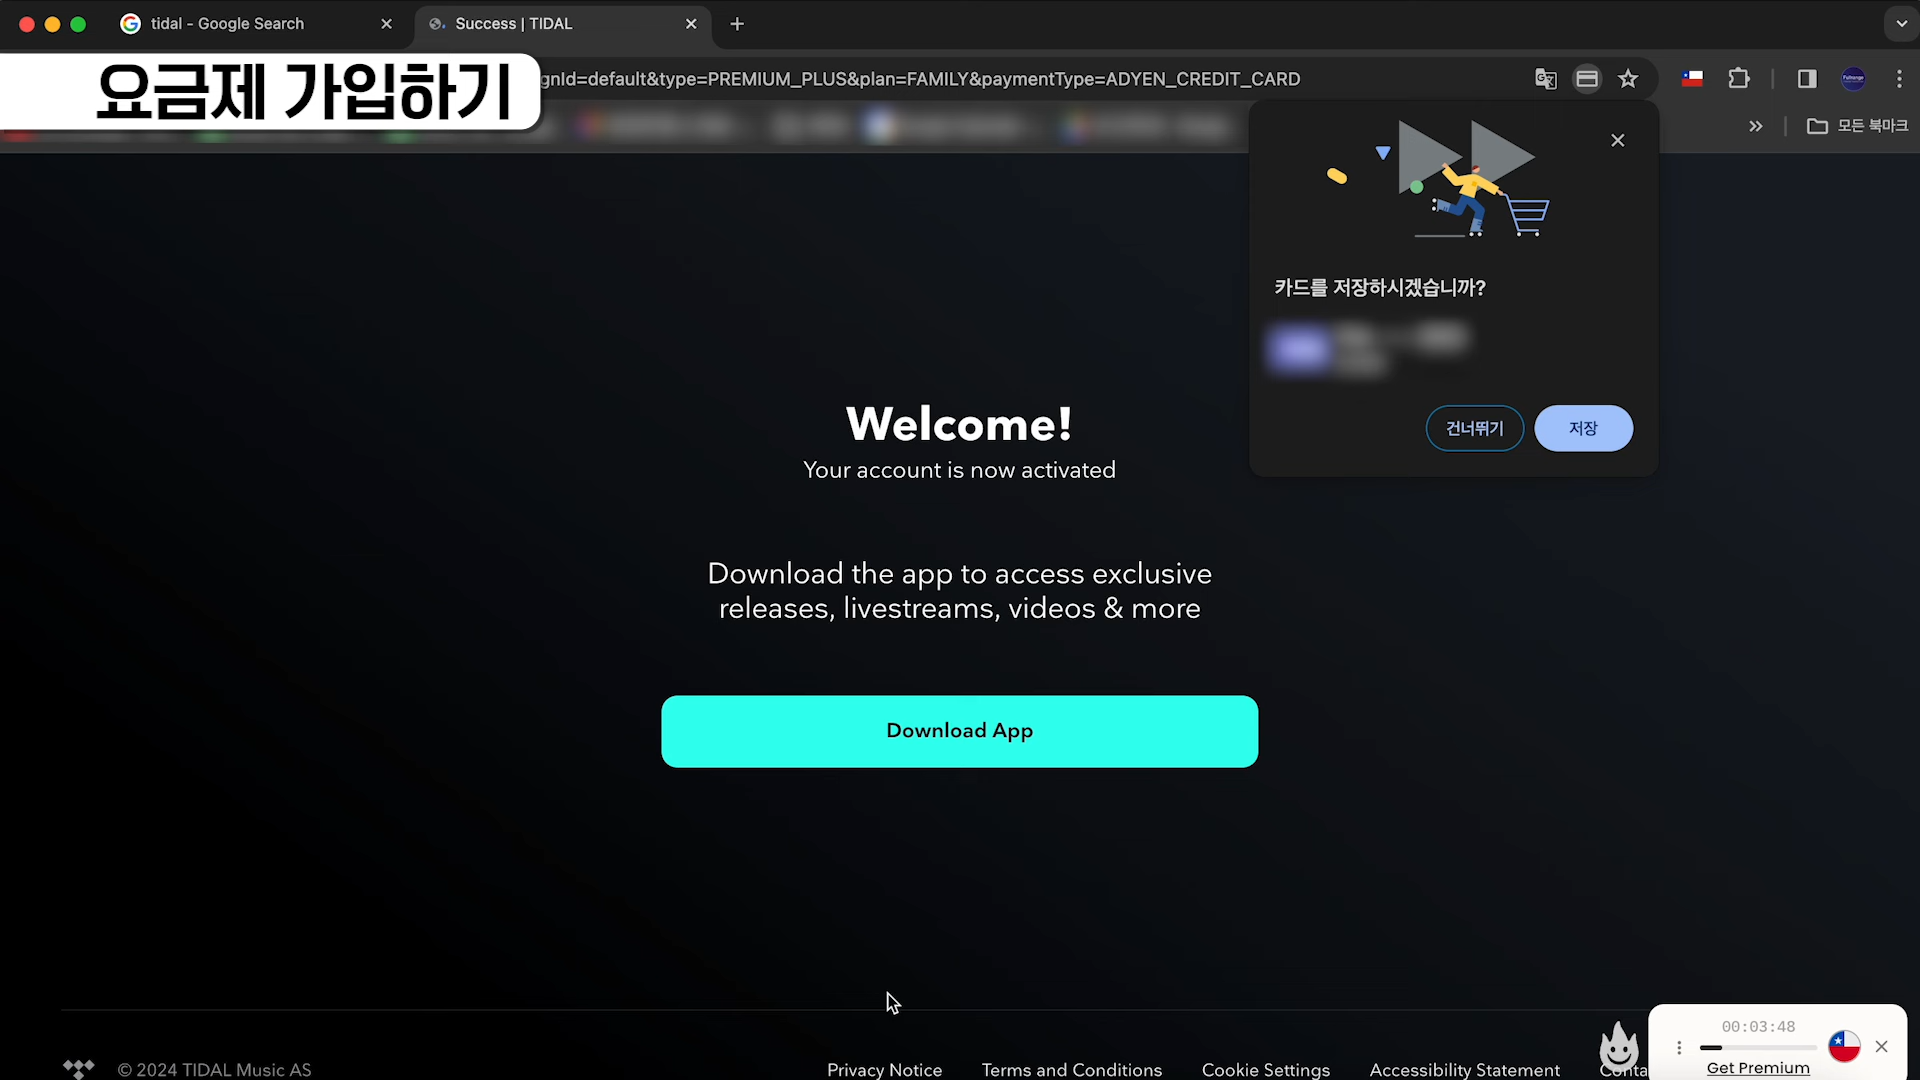 tidal - Google Search
Success | TIDAL
요금제 가입하기
gnId=default&type=PREMIUM_PLUS&plan=FAMILY&paymentType=ADYEN_CREDIT_CARD
모든 북마크
카드를 저장하시겠습니까?
건너뛰기
저장
Welcome!
Your account is now activated
Download the app to access exclusive
releases, livestreams, videos & more
Download App
00:03:48
Get Premium
© 2024 TIDAL Music AS
Privacy Notice
Terms and Conditions
Cookie Settings
Accessibility Statement